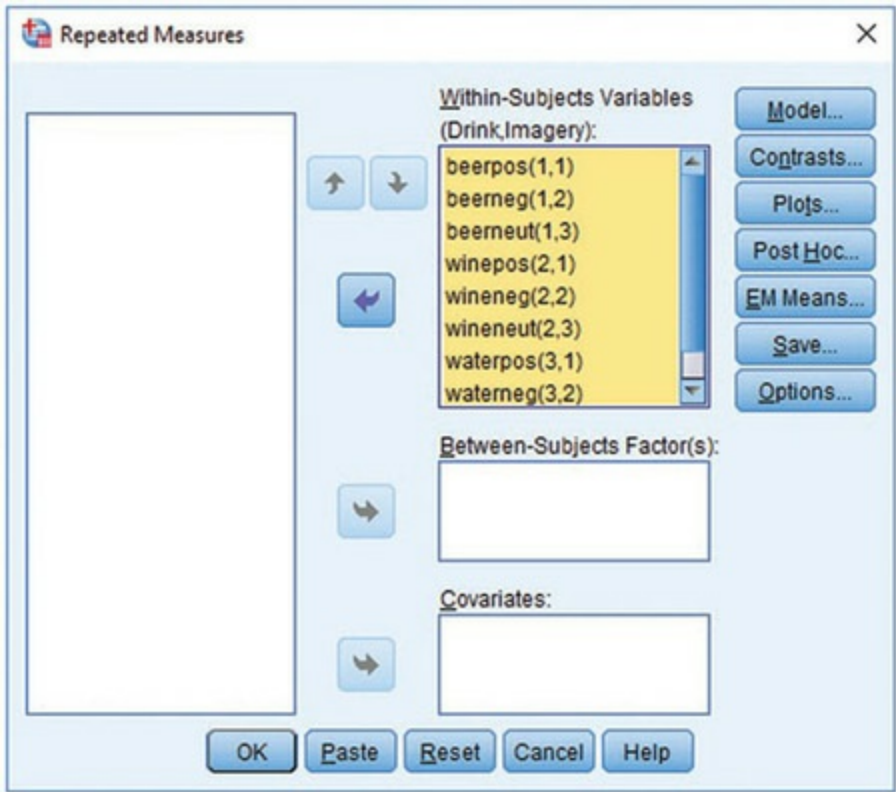 Repeated Measures
Within-Subjects Variables
(Drink,Imagery):
beerpos(1,1)
beerneg(1,2)
beerneut(1,3)
winepos(2,1)
wineneg(2,2)
wineneut(2,3)
waterpos(3,1)
waterneg(3,2)
Between-Subjects Factor(s):
Covariates:
Model...
Contrasts...
Plots...
Post Hoc...
EM Means...
Save...
Options...
OK
Paste
Reset
Cancel
Help